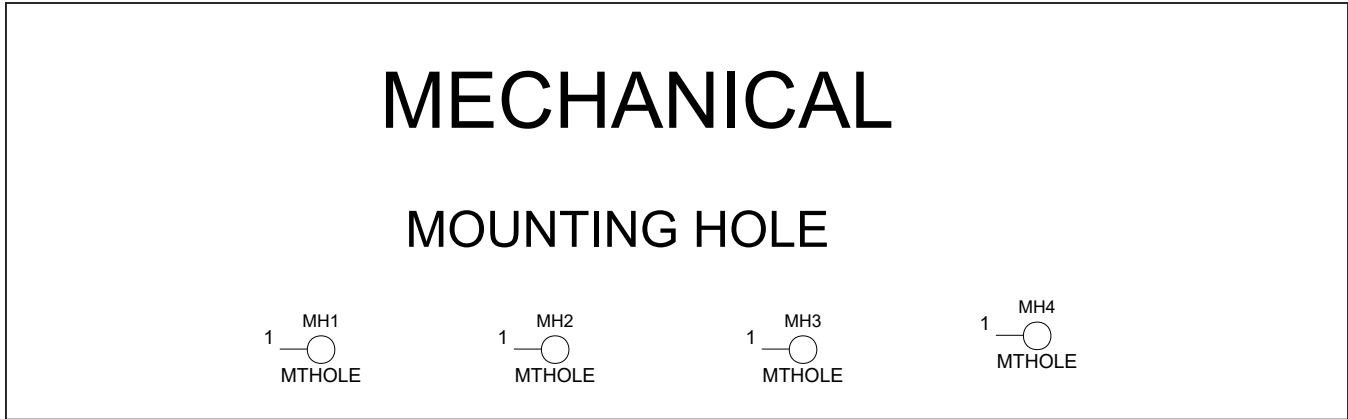 MECHANICAL
MOUNTING HOLE
MH1
1
MTHOLE
MH2
1
MTHOLE
MH3
1
MTHOLE
MH4
1
MTHOLE